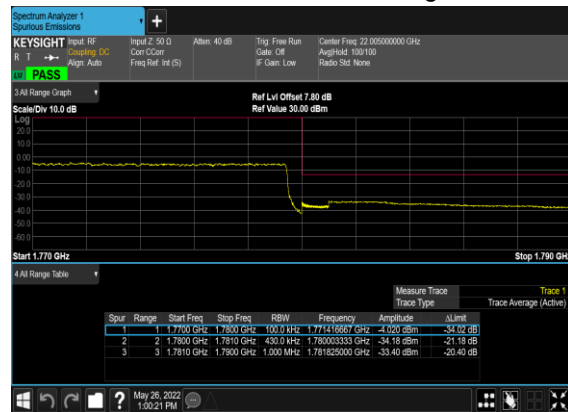 Spectrum Analyzer 1
Spurious Emissions
+
KEYSIGHT Input: RF Input Z: 50 Ω Atten: 40 dB Trig: Free Run Center Freq: 22.005000000 GHz
R T Coupling: DC Corr CCorr Gate: Off Avg|Hold: 100/100
Align: Auto Freq Ref: Int (S) IF Gain: Low Radio Std: None
LW PASS
3 All Range Graph Ref Lvl Offset 7.80 dB
Scale/Div 10.0 dB Ref Value 30.00 dBm
Log
20.0
10.0
0.00
-10.0
-20.0
-30.0
-40.0
-50.0
-60.0
Start 1.770 GHz Stop 1.790 GH
4 All Range Table
Measure Trace Trace 1
Trace Type Trace Average (Active)
Spur Range Start Freq Stop Freq RBW Frequency Amplitude ΔLimit
1 1 1.7700 GHz 1.7800 GHz 100.0 kHz 1.771416667 GHz -4.020 dBm -34.02 dB
2 2 1.7800 GHz 1.7810 GHz 430.0 kHz 1.780003333 GHz -34.18 dBm -21.18 dB
3 3 1.7810 GHz 1.7900 GHz 1.000 MHz 1.781825000 GHz -33.40 dBm -20.40 dB
? May 26, 2022
1:00:21 PM